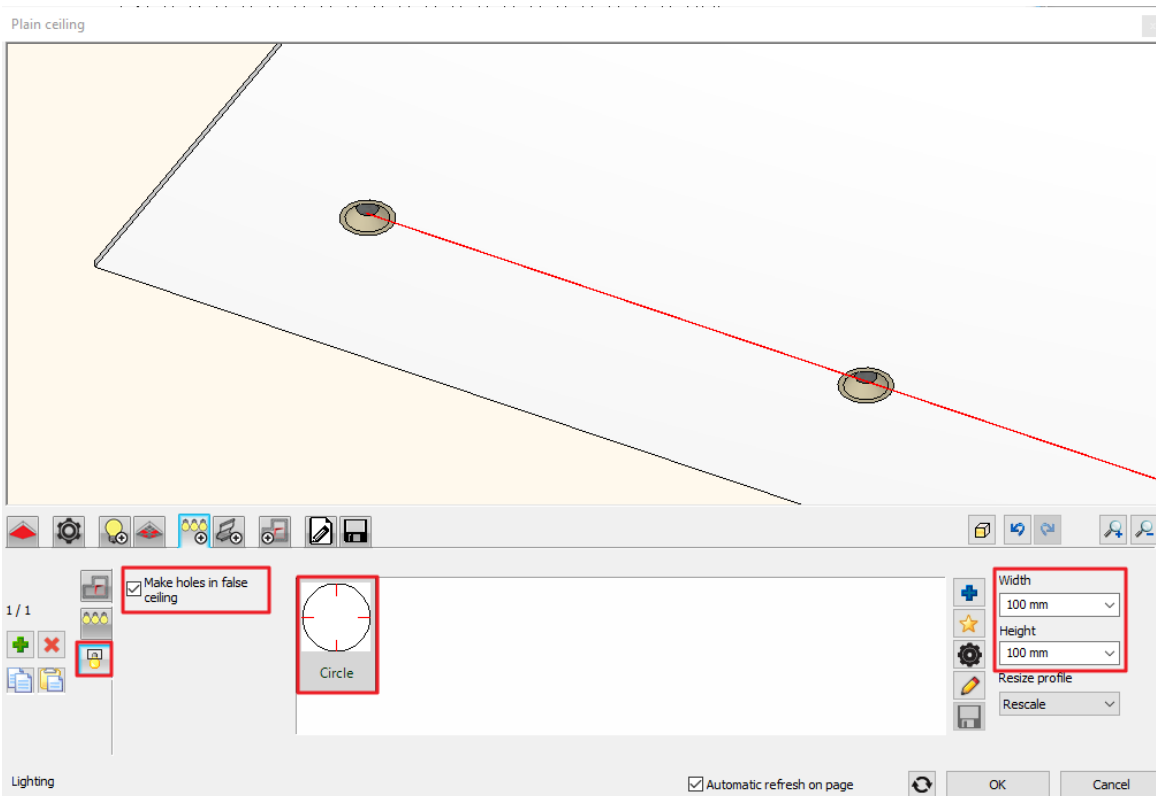 Plain ceiling
Make holes in false
ceiling
1 / 1
Circle
Width
100 mm
Height
100 mm
Resize profile
Rescale
Lighting
Automatic refresh on page
OK
Cancel